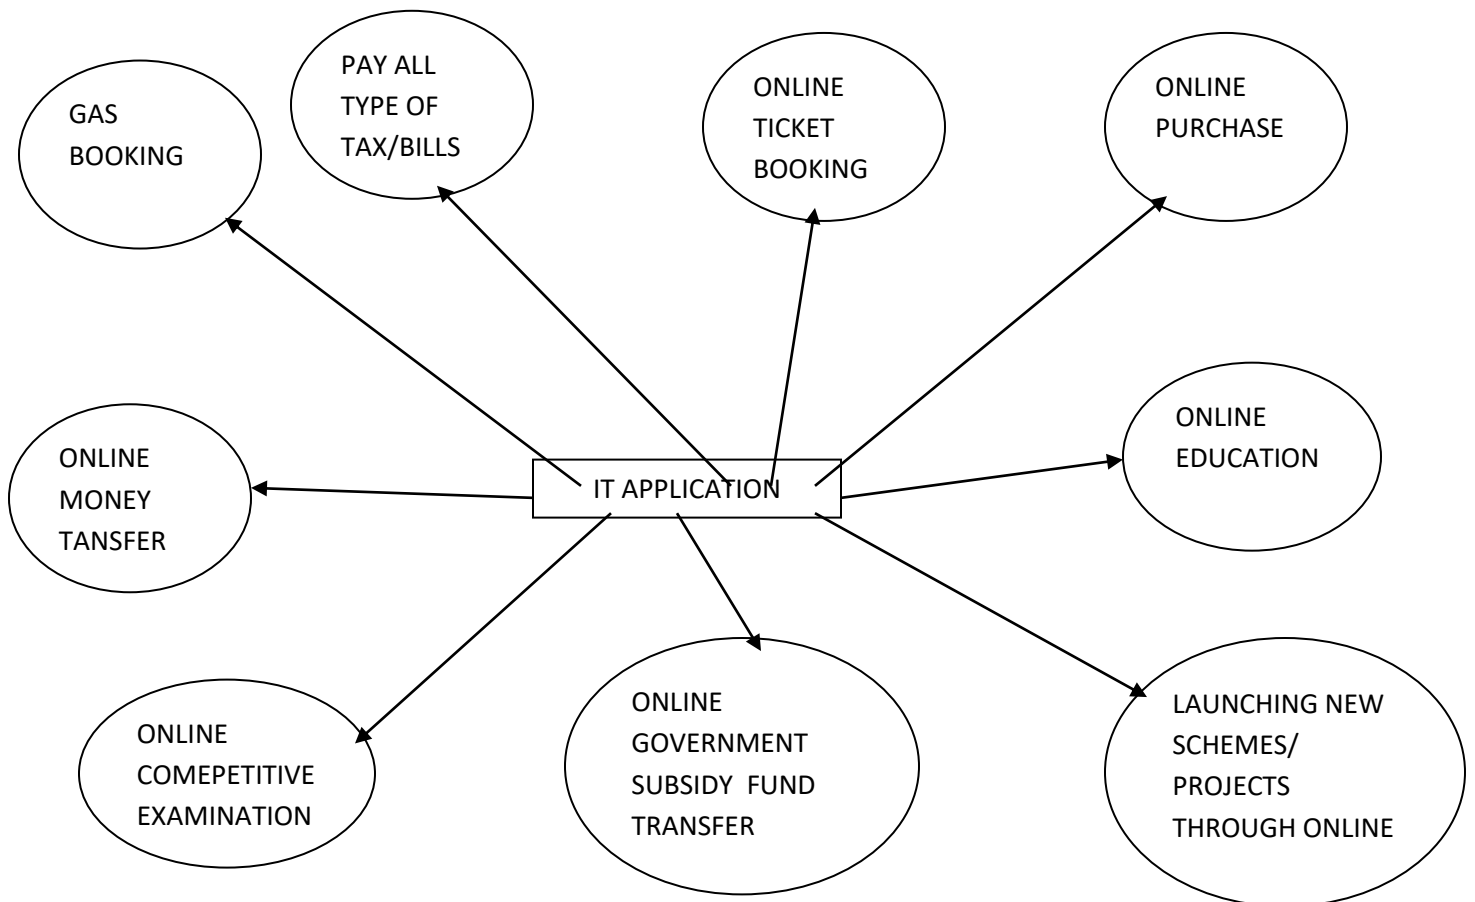 GAS
BOOKING
PAY ALL
TYPE OF
TAX/BILLS
ONLINE
TICKET
BOOKING
ONLINE
PURCHASE
ONLINE
MONEY
TANSFER
IT APPLICATION
ONLINE
EDUCATION
ONLINE
COMEPETITIVE
EXAMINATION
ONLINE
GOVERNMENT
SUBSIDY FUND
TRANSFER
LAUNCHING NEW
SCHEMES/
PROJECTS
THROUGH ONLINE